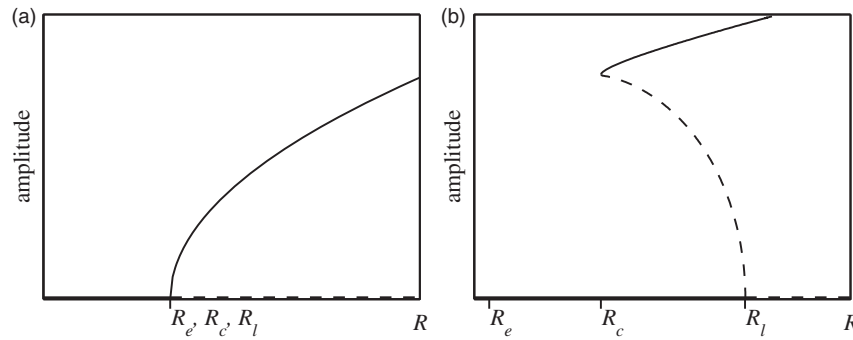 (a)
amplitude
R_e, R_c, R_l
R
(b)
amplitude
R_e
R_c
R_l
R